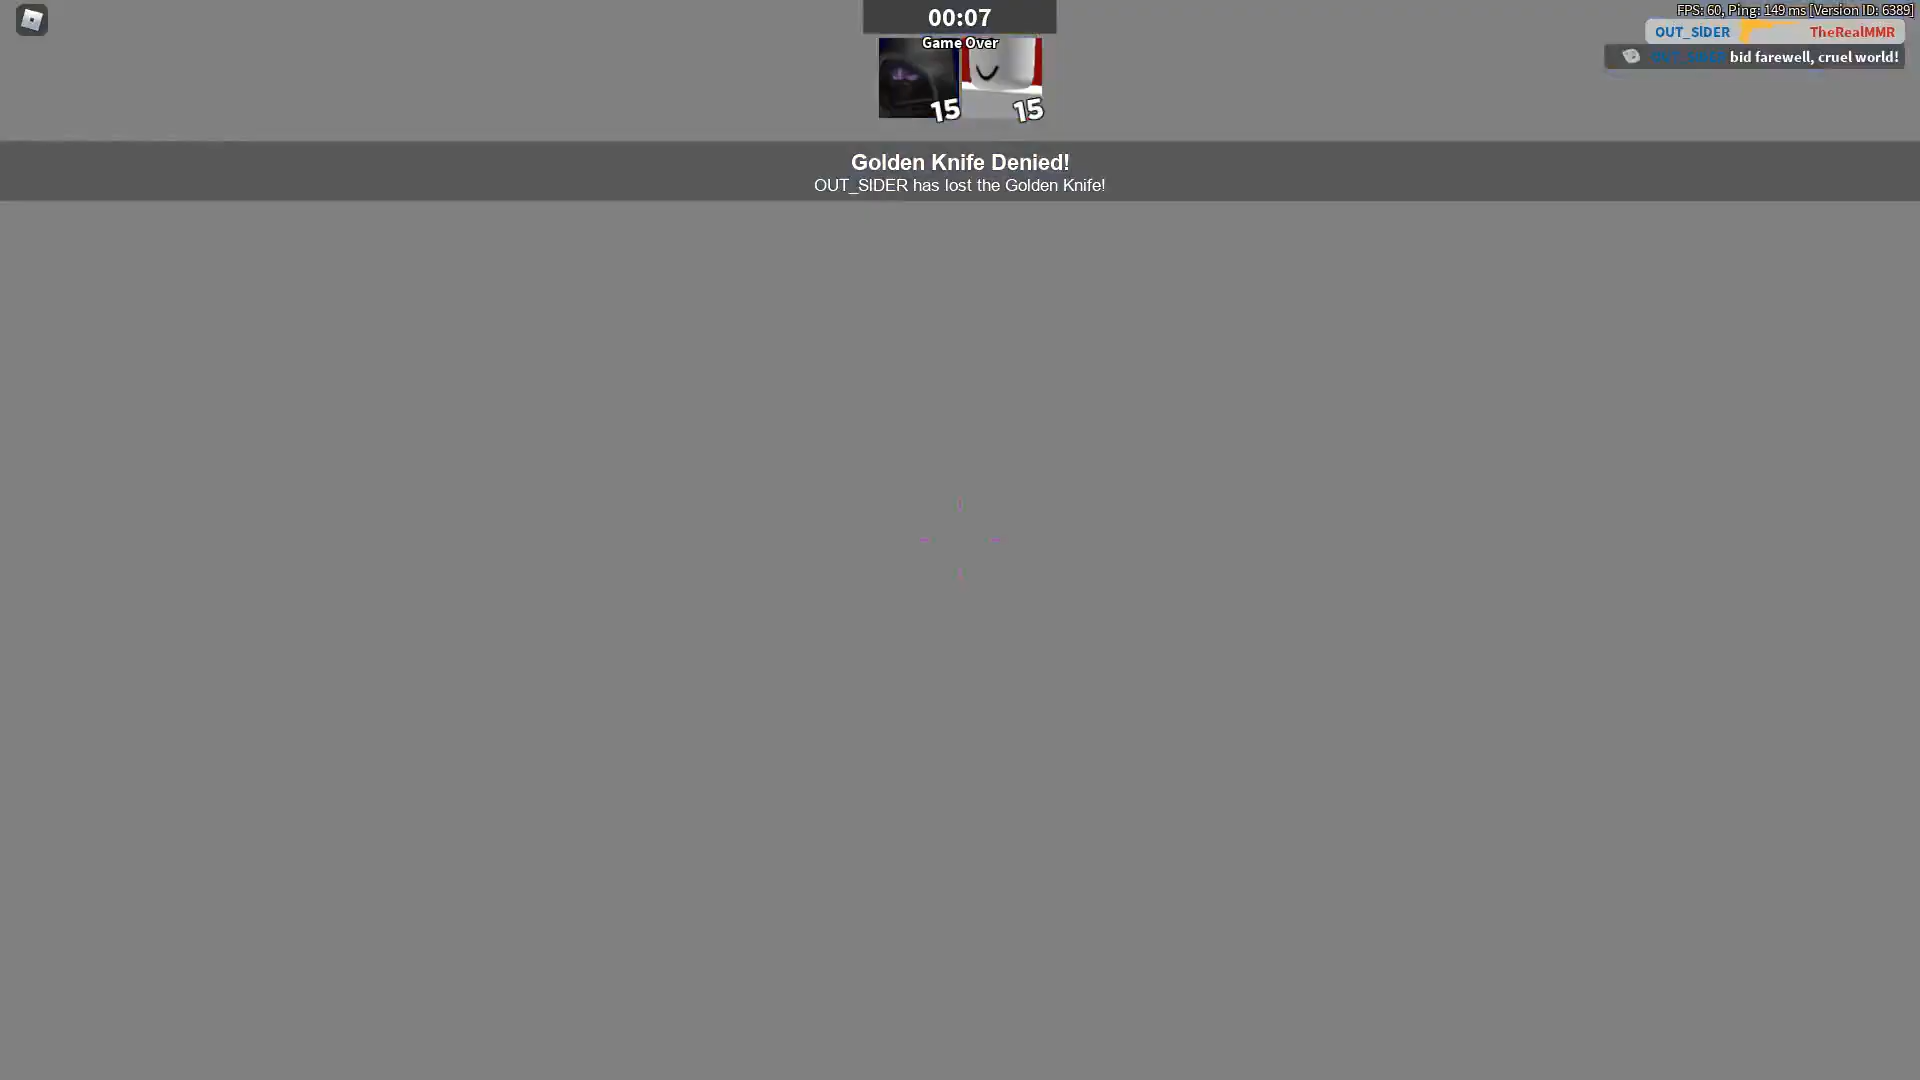 FPS: 60, Ping: 149 ms [Version ID: 6389]
00:07
Game Over
15
15
OUT_SIDER TheRealMMR
OUT_SIDER bid farewell, cruel world!
Golden Knife Denied!
OUT_SIDER has lost the Golden Knife!